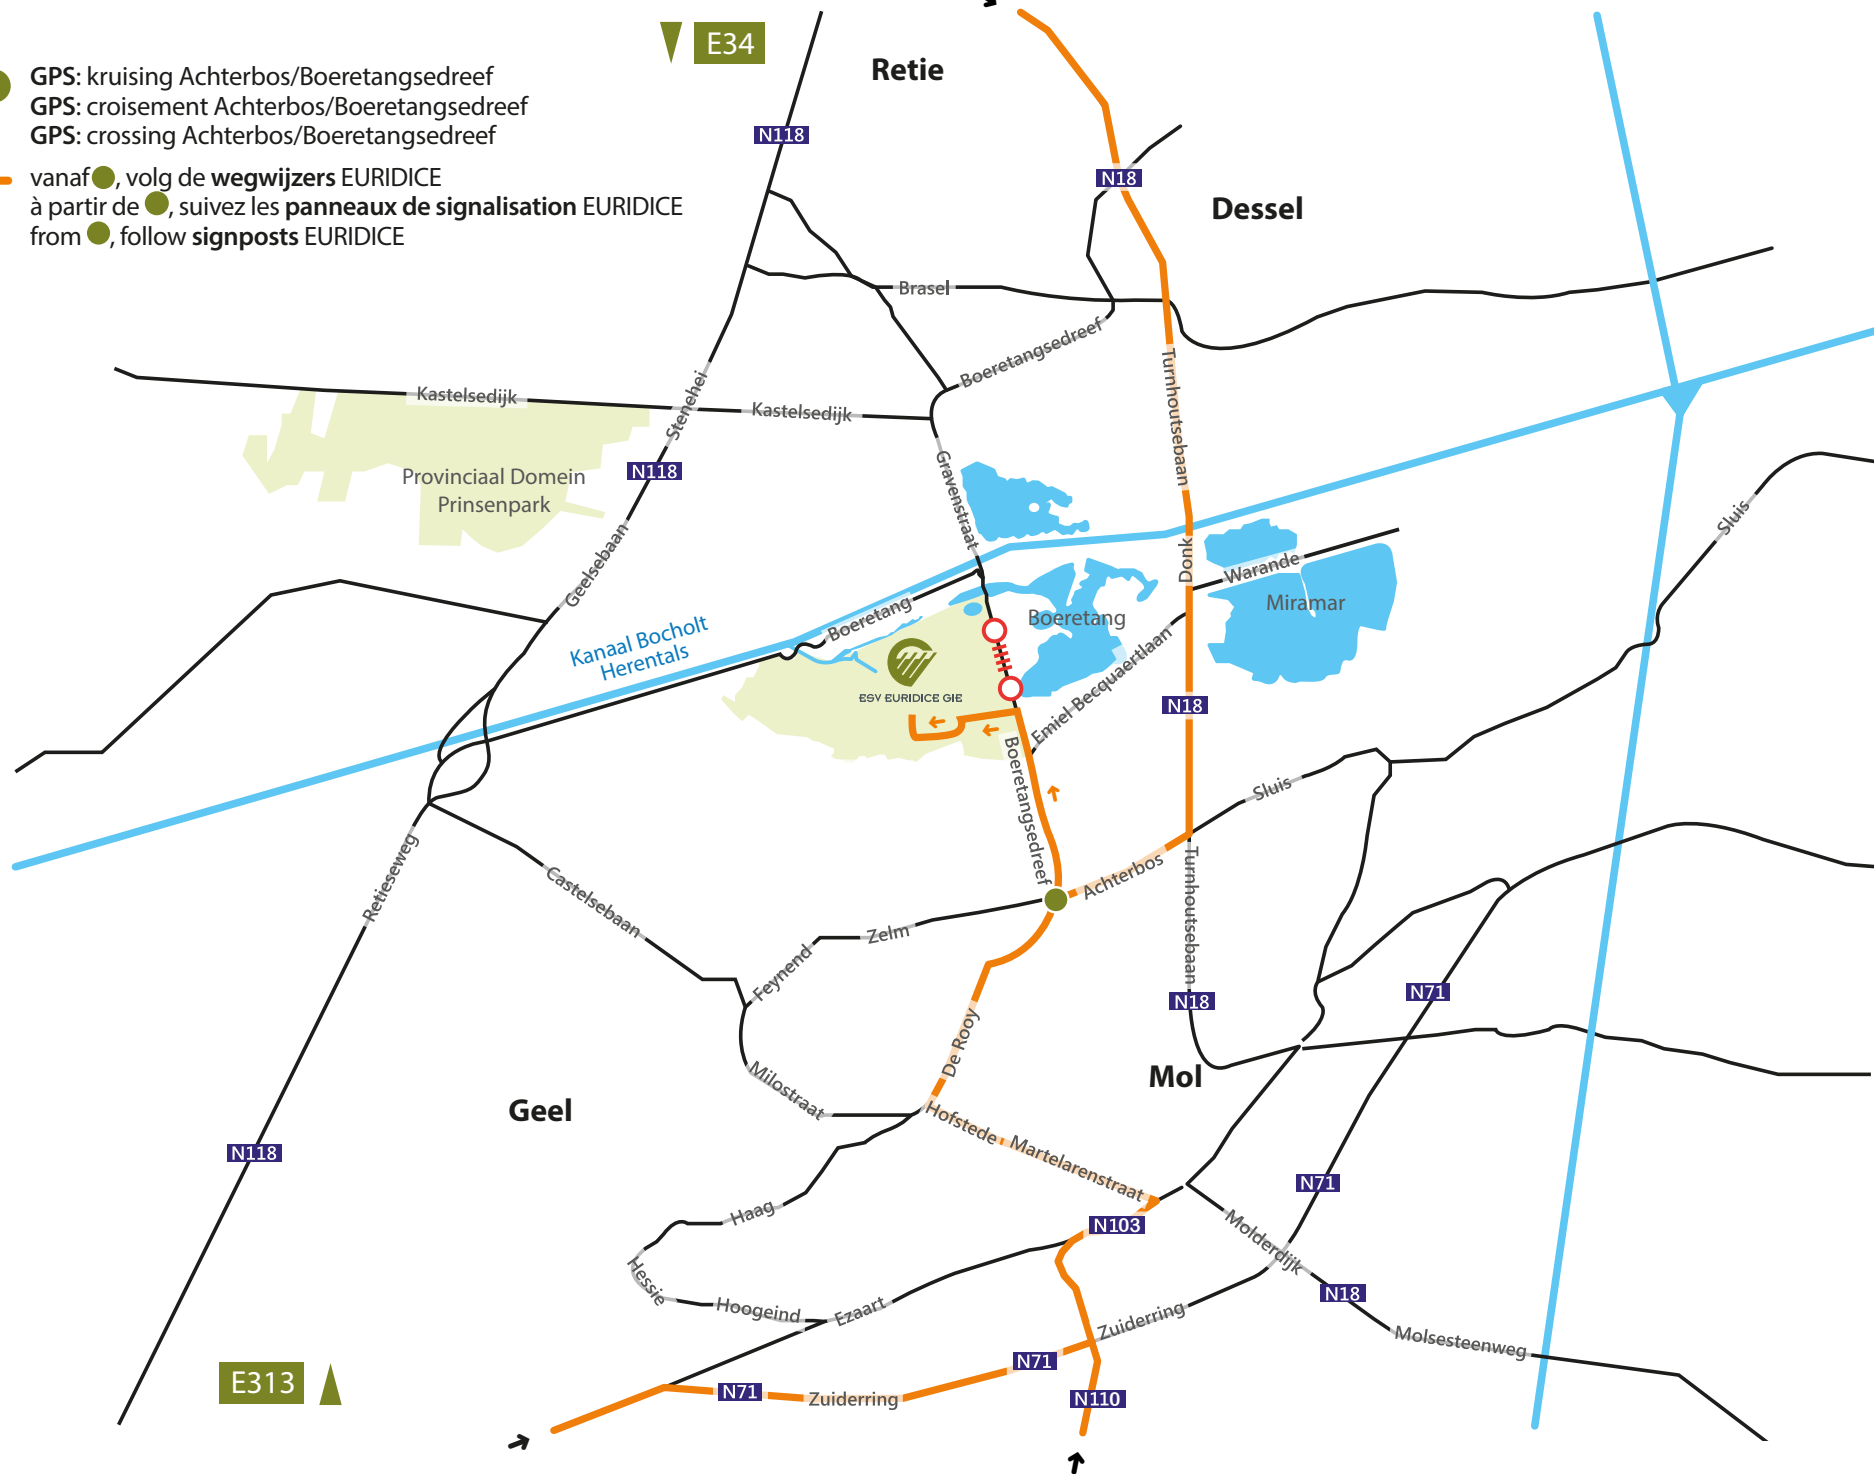 E34
Retie
GPS: kruising Achterbos/Boeretangsedreef
GPS: croisement Achterbos/Boeretangsedreef
GPS: crossing Achterbos/Boeretangsedreef
N118
vanaf , volg de wegwijzers EURIDICE
à partir de , suivez les panneaux de signalisation EURIDICE
from , follow signposts EURIDICE
N18
Dessel
Brasel
Boeretangsedreef
Kastelsedijk
Stenehei
Kastelsedijk
Turnhoutsebaan
Provinciaal Domein
Prinsenpark
N118
Gravenstraat
Sluis
Geelsebaan
Donk
Warande
Miramar
Boeretang
Boeretang
Kanaal Bocholt
Herentals
ESV EURIDICE GIE
Emiel Becquaertlaan
N18
Boeretangsedreef
Sluis
Retieseweg
Castelsebaan
Achterbos
Turnhoutsebaan
Zelm
Feynend
N71
N18
De Rooy
Milostraat
Mol
Geel
Hofstede
Martelarenstraat
N118
N71
Haag
N103
Molderdijk
Hessie
N18
Hoogeind
Ezaart
Zuiderring
Molsesteenweg
N71
E313
N71
Zuiderring
N110